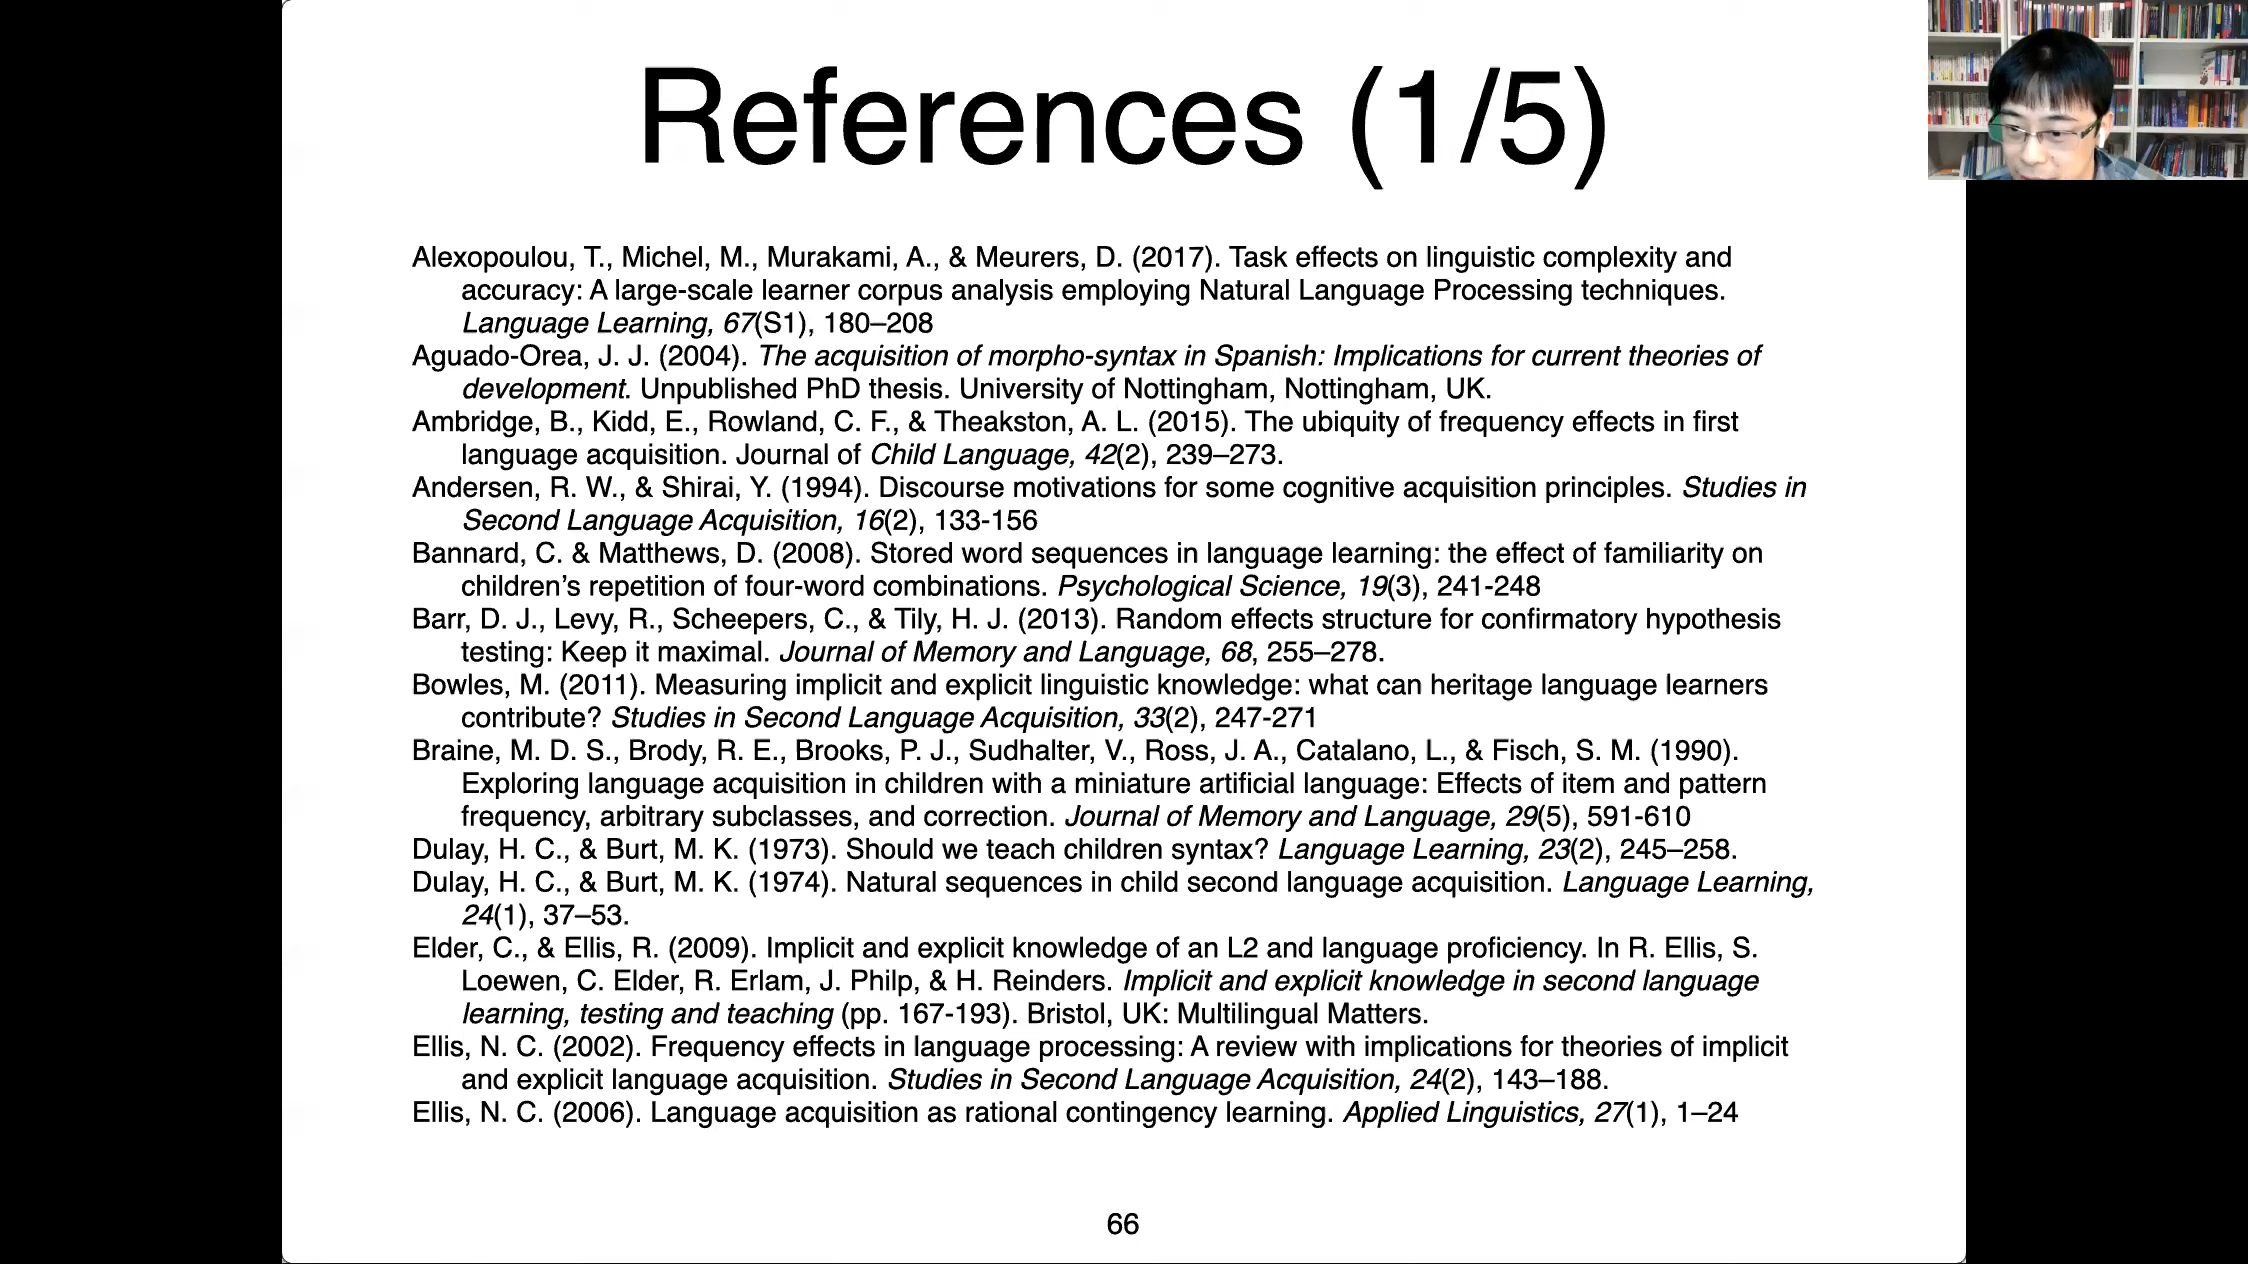 References (1/5)
Alexopoulou, T., Michel, M., Murakami, A., & Meurers, D. (2017). Task effects on linguistic complexity and
accuracy: A large-scale learner corpus analysis employing Natural Language Processing techniques.
Language Learning, 67(S1), 180–208
Aguado-Orea, J. J. (2004). The acquisition of morpho-syntax in Spanish: Implications for current theories of
development. Unpublished PhD thesis. University of Nottingham, Nottingham, UK.
Ambridge, B., Kidd, E., Rowland, C. F., & Theakston, A. L. (2015). The ubiquity of frequency effects in first
language acquisition. Journal of Child Language, 42(2), 239–273.
Andersen, R. W., & Shirai, Y. (1994). Discourse motivations for some cognitive acquisition principles. Studies in
Second Language Acquisition, 16(2), 133-156
Bannard, C. & Matthews, D. (2008). Stored word sequences in language learning: the effect of familiarity on
children’s repetition of four-word combinations. Psychological Science, 19(3), 241-248
Barr, D. J., Levy, R., Scheepers, C., & Tily, H. J. (2013). Random effects structure for confirmatory hypothesis
testing: Keep it maximal. Journal of Memory and Language, 68, 255–278.
Bowles, M. (2011). Measuring implicit and explicit linguistic knowledge: what can heritage language learners
contribute? Studies in Second Language Acquisition, 33(2), 247-271
Braine, M. D. S., Brody, R. E., Brooks, P. J., Sudhalter, V., Ross, J. A., Catalano, L., & Fisch, S. M. (1990).
Exploring language acquisition in children with a miniature artificial language: Effects of item and pattern
frequency, arbitrary subclasses, and correction. Journal of Memory and Language, 29(5), 591-610
Dulay, H. C., & Burt, M. K. (1973). Should we teach children syntax? Language Learning, 23(2), 245–258.
Dulay, H. C., & Burt, M. K. (1974). Natural sequences in child second language acquisition. Language Learning,
24(1), 37–53.
Elder, C., & Ellis, R. (2009). Implicit and explicit knowledge of an L2 and language proficiency. In R. Ellis, S.
Loewen, C. Elder, R. Erlam, J. Philp, & H. Reinders. Implicit and explicit knowledge in second language
learning, testing and teaching (pp. 167-193). Bristol, UK: Multilingual Matters.
Ellis, N. C. (2002). Frequency effects in language processing: A review with implications for theories of implicit
and explicit language acquisition. Studies in Second Language Acquisition, 24(2), 143–188.
Ellis, N. C. (2006). Language acquisition as rational contingency learning. Applied Linguistics, 27(1), 1–24
66